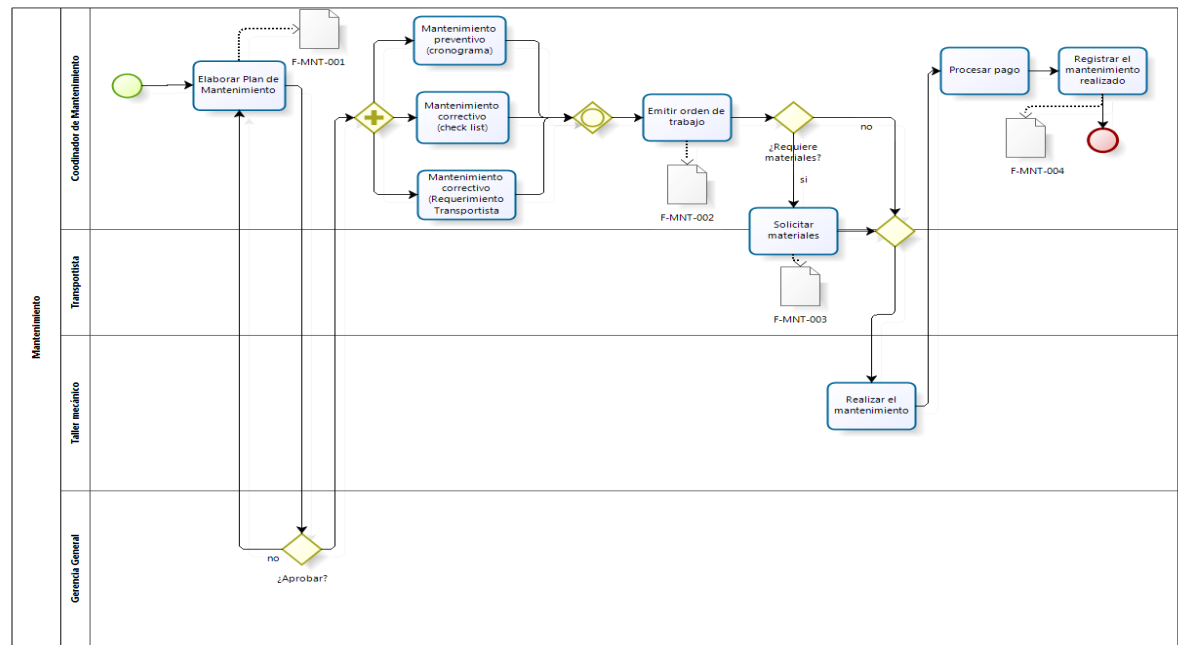 Mantenimiento
Coodinador de Mantenimiento
Elaborar Plan de
Mantenimiento
F-MNT-001
Mantenimiento
preventivo
(cronograma)
Mantenimiento
correctivo
(check list)
Mantenimiento
correctivo
(Requerimiento
Transportista
Emitir orden de
trabajo
F-MNT-002
¿Requiere
materiales?
no
si
Solicitar
materiales
Procesar pago
Registrar el
mantenimiento
realizado
F-MNT-004
Transportista
F-MNT-003
Taller mecánico
Realizar el
mantenimiento
Gerencia General
no
¿Aprobar?